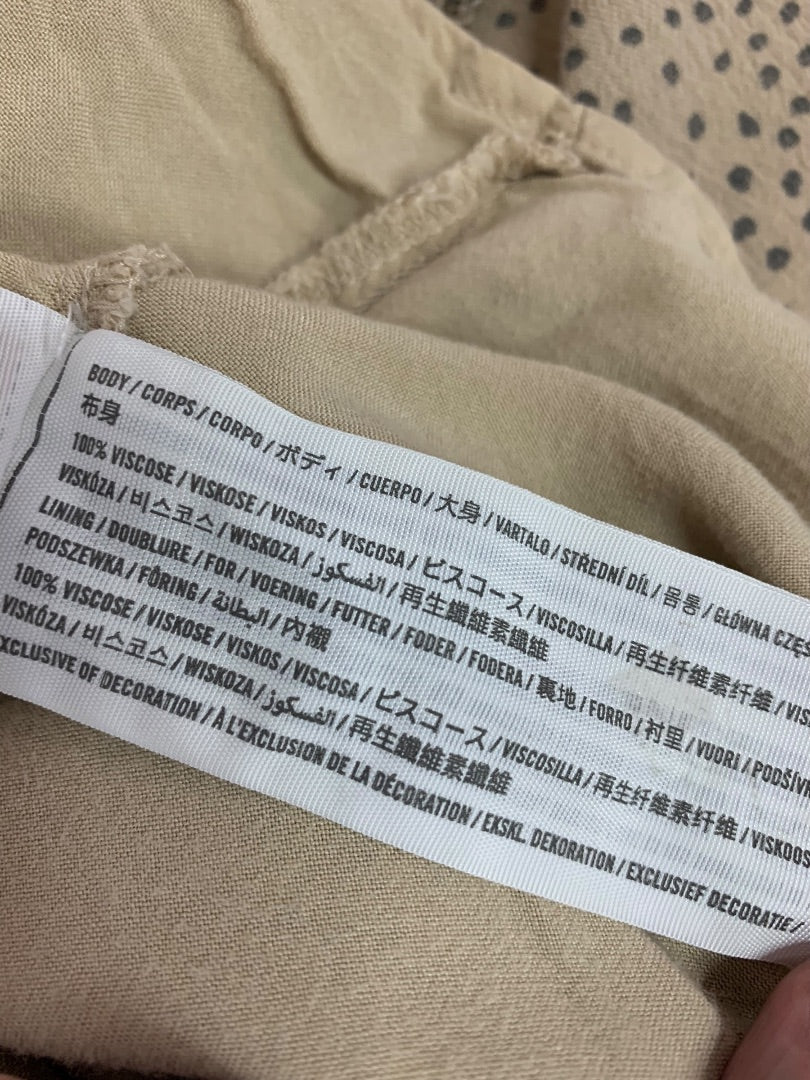 BODY / CORPS / CORPO / ボディ / CUERPO / 大身 / VARTALO / STŘEDNÍ DÍL / 몸통 / GŁÓWNA
布身
100% VISCOSE / VISKOSE / VISKOS / VISCOSA / ビスコース / VISCOSILLA / 再生纤维素纤维 /
VISKÓZA / 비스코스 / WISKOZA / الفسكوز / 再生纖維素纖維
LINING / DOUBLURE / FOR / VOERING / FUTTER / FODER / FODERA / 裏地 / FORRO / 衬里 / VUORI /
PODSZEWKA / FÔRING / البطانة / 內襯
100% VISCOSE / VISKOSE / VISKOS / VISCOSA / ビスコース / VISCOSILLA / 再生纤维素纤维 / VISKOOS
VISKÓZA / 비스코스 / WISKOZA / الفسكوز / 再生纖維素纖維
XCLUSIVE OF DECORATION / À L'EXCLUSION DE LA DÉCORATION / EKSKL. DEKORATION / EXCLUSIEF DECORATIE /